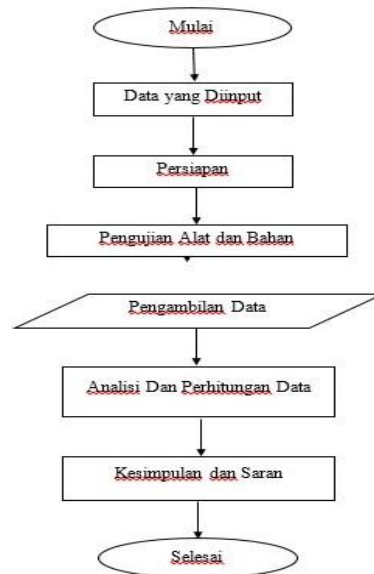 Mulai
Data yang Diinput
Persiapan
Pengujian Alat dan Bahan
Pengambilan Data
Analisi Dan Perhitungan Data
Kesimpulan dan Saran
Selesai